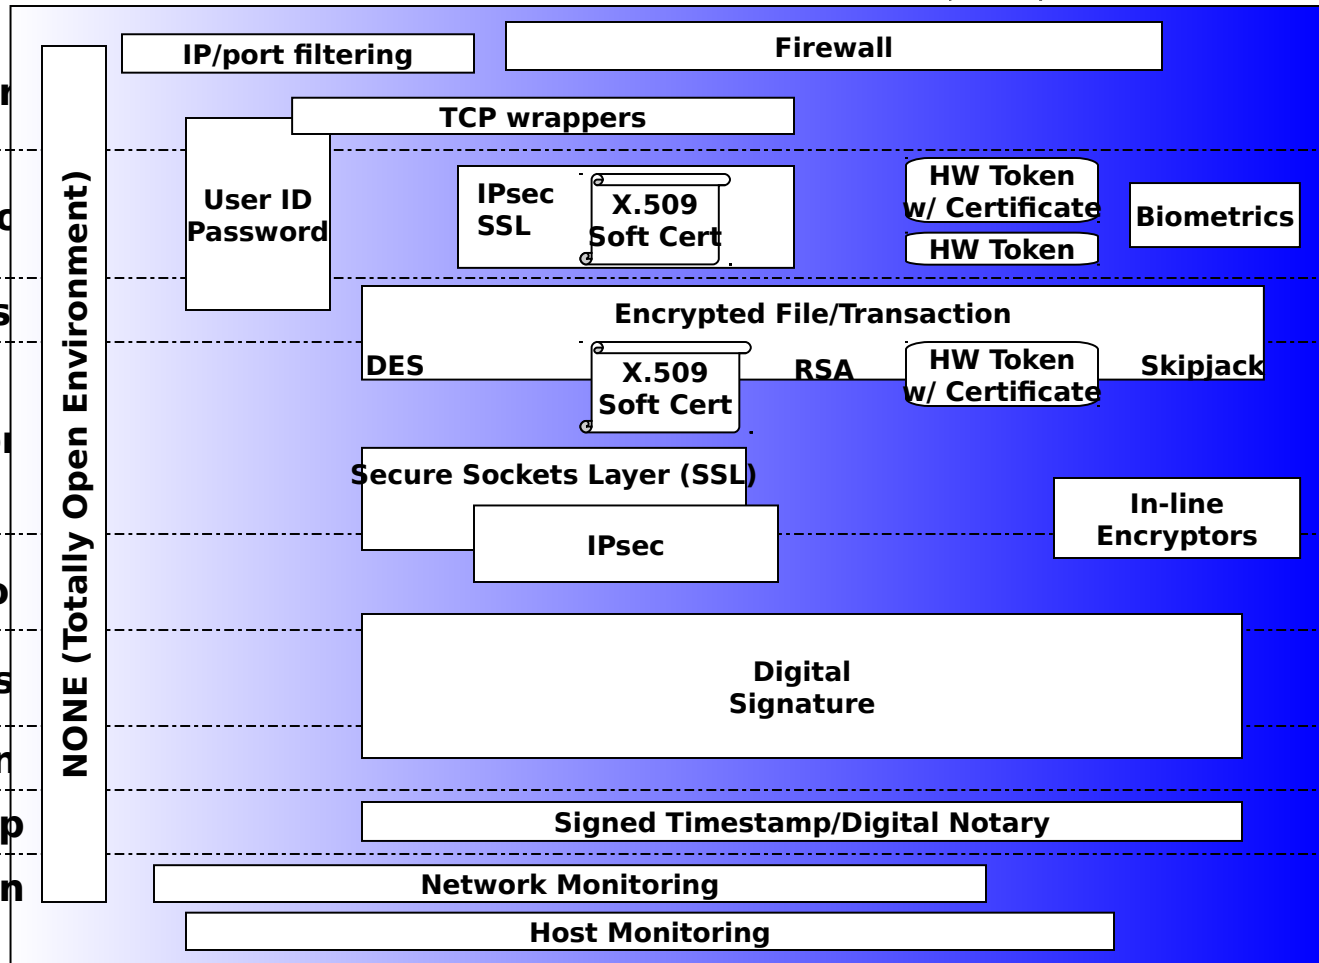 IP/port filtering
Firewall
TCP wrappers
NONE (Totally Open Environment)
User ID
Password
IPsec
SSL
X.509
Soft Cert
HW Token
w/ Certificate
HW Token
Biometrics
Encrypted File/Transaction
DES
X.509
Soft Cert
RSA
HW Token
w/ Certificate
Skipjack
Secure Sockets Layer (SSL)
IPsec
In-line
Encryptors
Digital
Signature
Signed Timestamp/Digital Notary
Network Monitoring
Host Monitoring